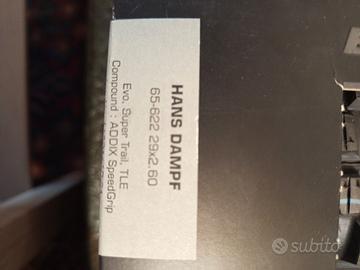 HANS DAMPF
65-622 29x2.60
Evo, Super Trail, TLE
Compound : ADDIX SpeedGrip
subito